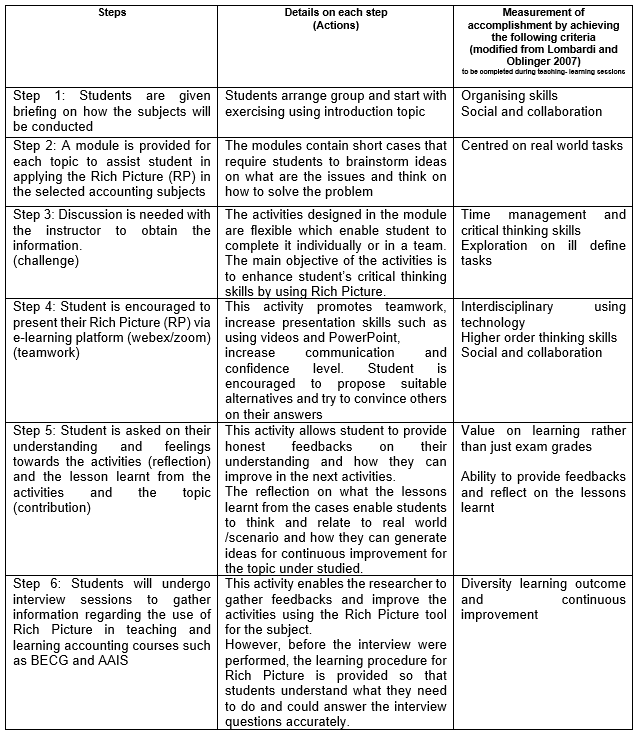 Steps
Details on each step
(Actions)
Measurement of
accomplishment by achieving
the following criteria
(modified from Lombardi and
Oblinger 2007)
to be completed during teaching- learning sessions
Step 1: Students are given
briefing on how the subjects will
be conducted
Students arrange group and start with
exercising using introduction topic
Organising skills
Social and collaboration
Step 2: A module is provided for
each topic to assist student in
applying the Rich Picture (RP) in
the selected accounting subjects
The modules contain short cases that
require students to brainstorm ideas
on what are the issues and think on
how to solve the problem
Centred on real world tasks
Step 3: Discussion is needed with
the instructor to obtain the
information.
(challenge)
The activities designed in the module
are flexible which enable student to
complete it individually or in a team.
The main objective of the activities is
to enhance student's critical thinking
skills by using Rich Picture.
Time management and
critical thinking skills
Exploration on ill define
tasks
Step 4: Student is encouraged to
present their Rich Picture (RP) via
e-learning platform (webex/zoom)
(teamwork)
This activity promotes teamwork,
increase presentation skills such as
using videos and PowerPoint,
increase communication and
confidence level. Student is
encouraged to propose suitable
alternatives and try to convince others
on their answers
Interdisciplinary using
technology
Higher order thinking skills
Social and collaboration
Step 5: Student is asked on their
understanding and feelings
towards the activities (reflection)
and the lesson learnt from the
activities and the topic
(contribution)
This activity allows student to provide
honest feedbacks on their
understanding and how they can
improve in the next activities.
The reflection on what the lessons
learnt from the cases enable students
to think and relate to real world
/scenario and how they can generate
ideas for continuous improvement for
the topic under studied.
Value on learning rather
than just exam grades
Ability to provide feedbacks
and reflect on the lessons
learnt
Step 6: Students will undergo
interview sessions to gather
information regarding the use of
Rich Picture in teaching and
learning accounting courses such
as BECG and AAIS
This activity enables the researcher to
gather feedbacks and improve the
activities using the Rich Picture tool
for the subject.
However, before the interview were
performed, the learning procedure for
Rich Picture is provided so that
students understand what they need
to do and could answer the interview
questions accurately.
Diversity learning outcome
and continuous
improvement